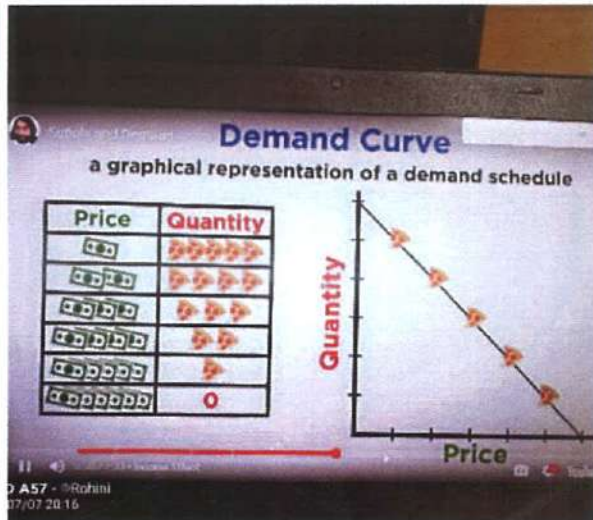 Demand Curve
a graphical representation of a demand schedule
Price Quantity
0
Quantity
Price
A57 - ©Rohini
07/07 20:16